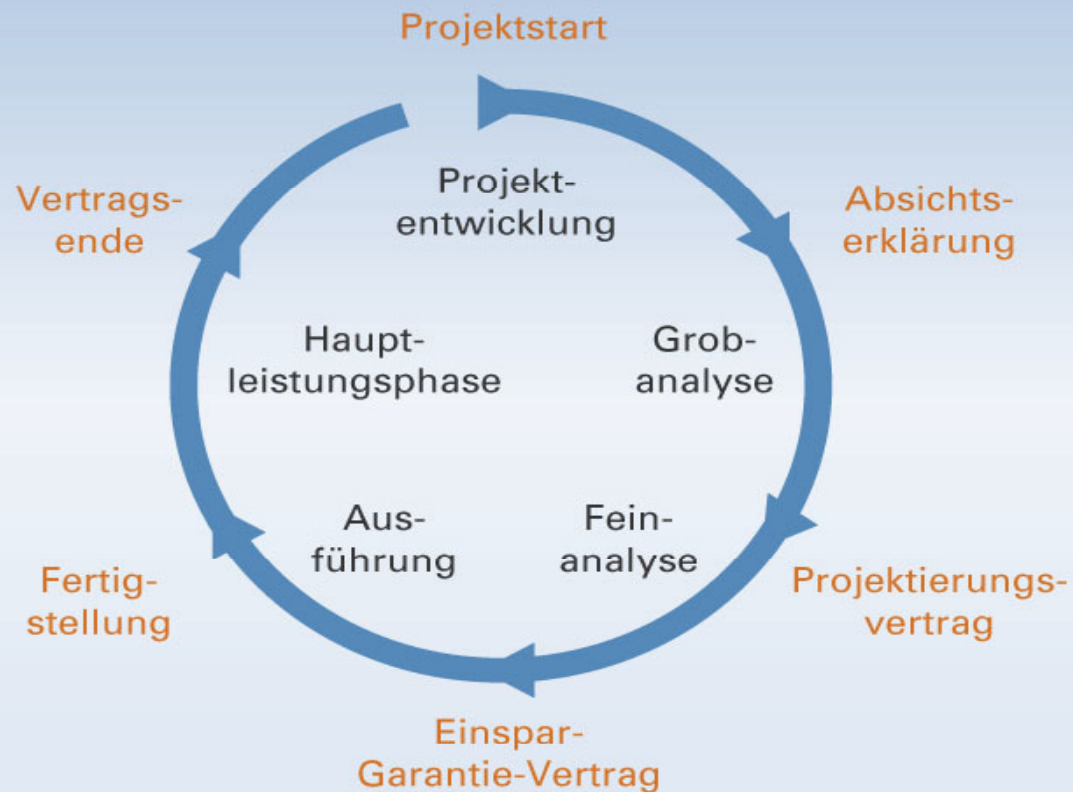 Projektstart
Projekt-
entwicklung
Vertrags-
ende
Absichts-
erklärung
Haupt-
leistungsphase
Grob-
analyse
Aus-
führung
Fein-
analyse
Fertig-
stellung
Projektierungs-
vertrag
Einspar-
Garantie-Vertrag